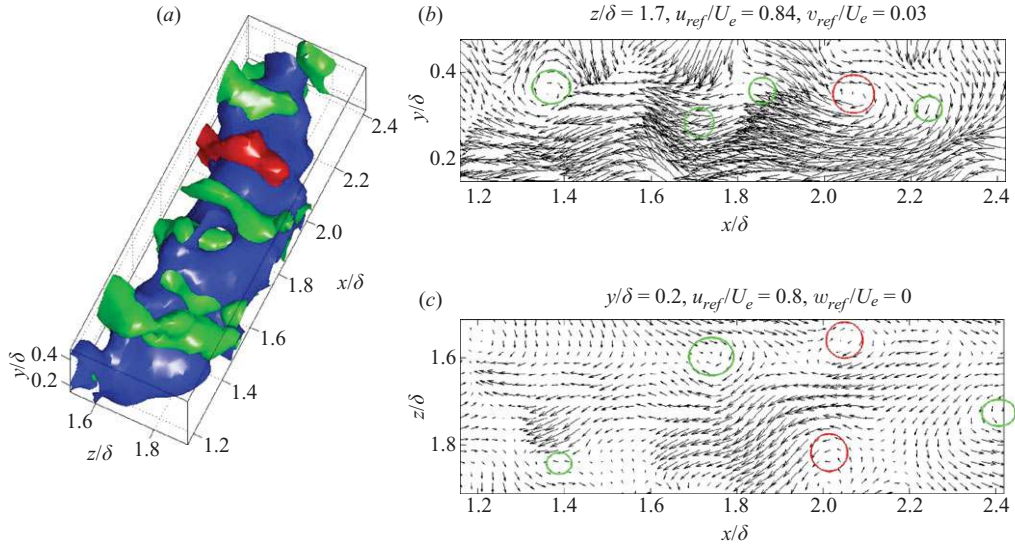 (a)
2.4
2.2
2.0
x/δ
1.8
1.6
1.4
1.2
y/δ
0.4
0.2
1.6
z/δ
1.8
(b)
z/δ = 1.7, u_ref/U_e = 0.84, v_ref/U_e = 0.03
y/δ
0.4
0.2
1.2 1.4 1.6 1.8 2.0 2.2 2.4
x/δ
(c)
y/δ = 0.2, u_ref/U_e = 0.8, w_ref/U_e = 0
z/δ
1.6
1.8
1.2 1.4 1.6 1.8 2.0 2.2 2.4
x/δ